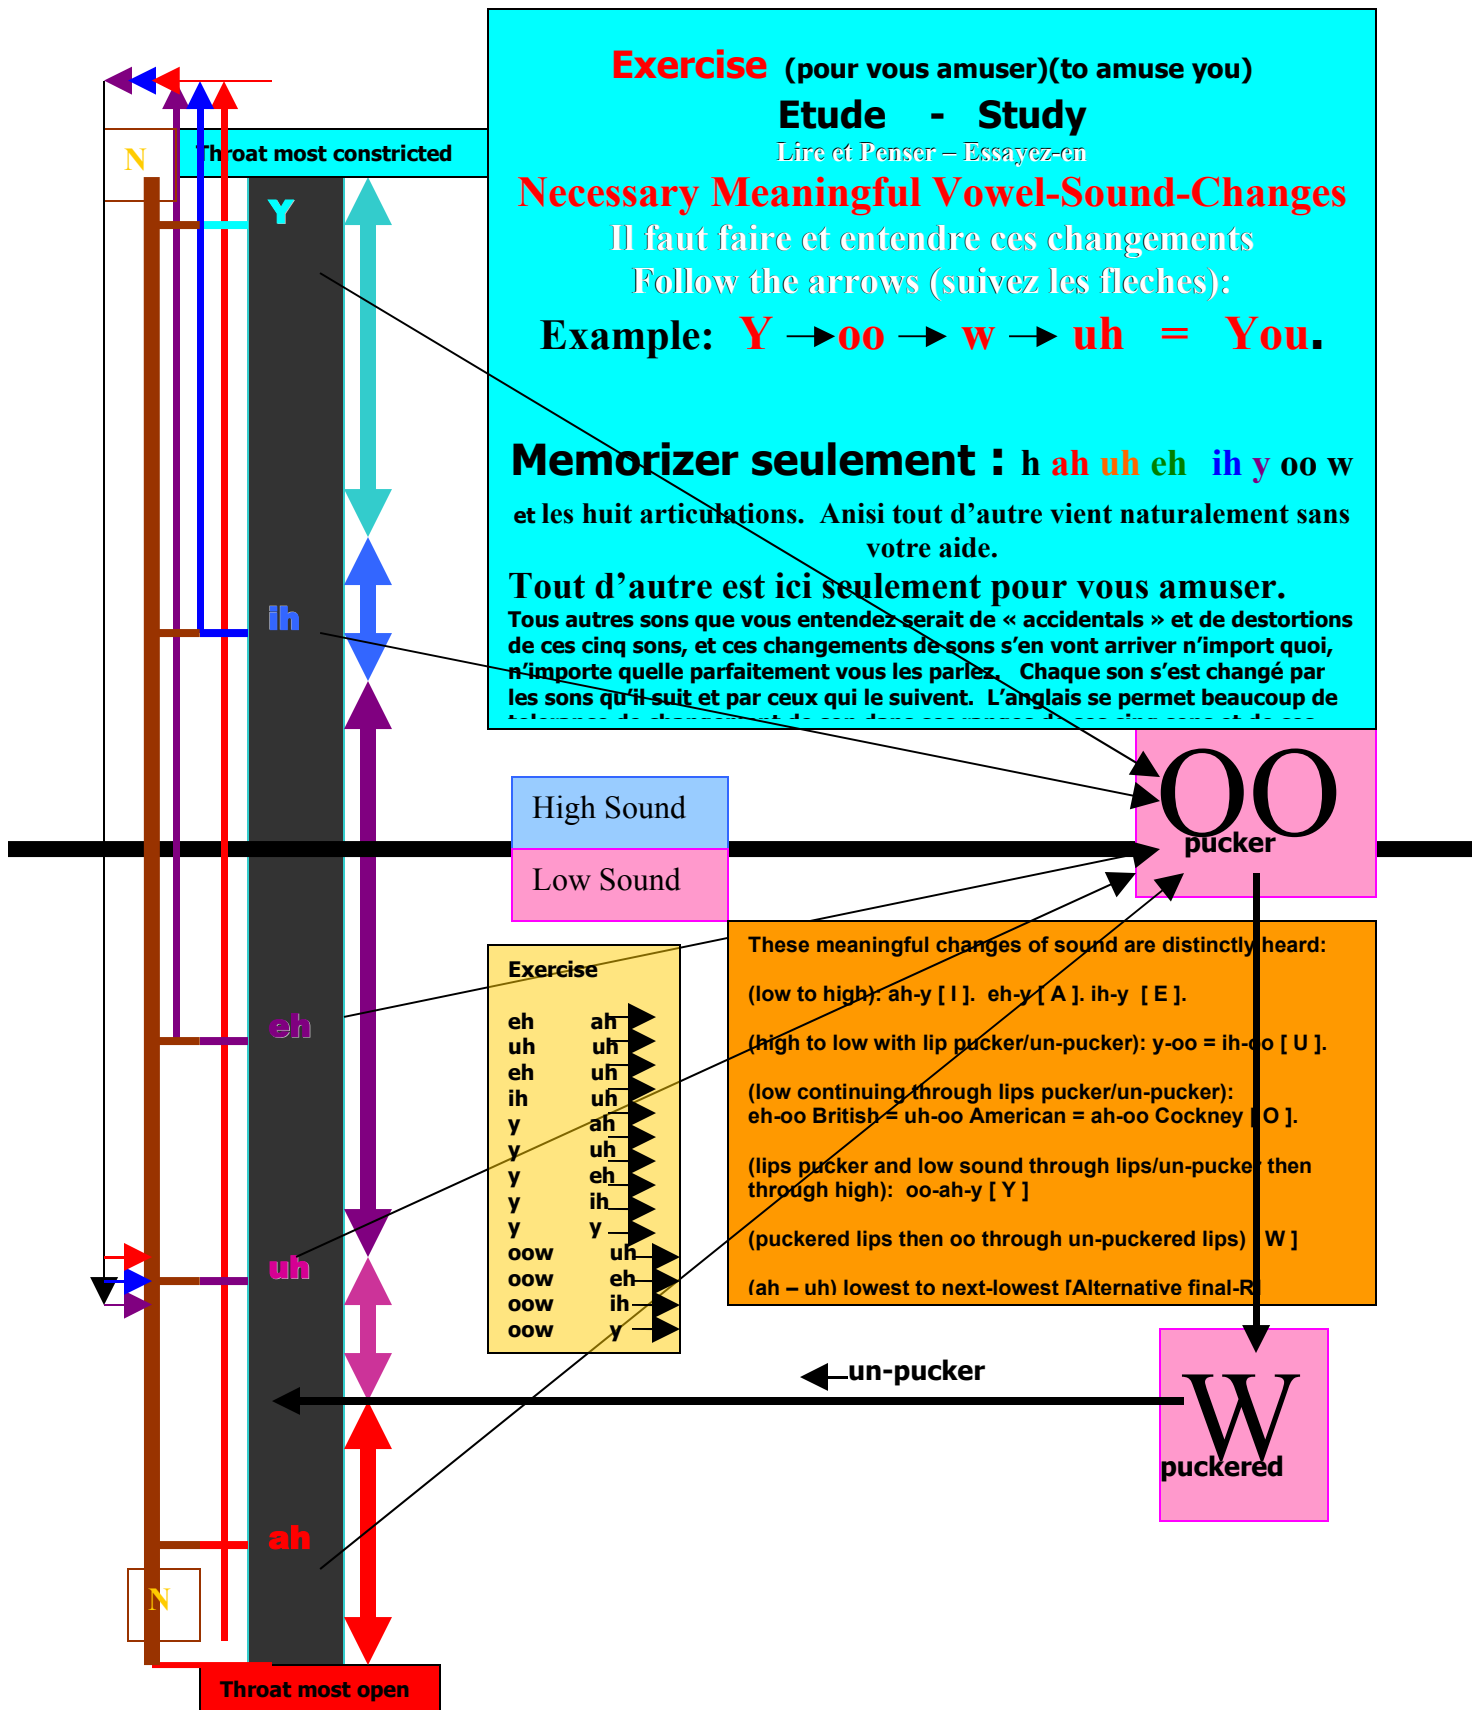 Exercise (pour vous amuser)(to amuse you)
Etude - Study
Lire et Penser – Essayez-en
Necessary Meaningful Vowel-Sound-Changes
Il faut faire et entendre ces changements
Follow the arrows (suivez les fleches):
Example: Y oo w uh = You.
Memorizer seulement : h ah uh eh ih y oo w
et les huit articulations. Anisi tout d’autre vient naturalement sans
votre aide.
Tout d’autre est ici seulement pour vous amuser.
Tous autres sons que vous entendez serait de « accidentals » et de destortions
de ces cinq sons, et ces changements de sons s’en vont arriver n’import quoi,
n’importe quelle parfaitement vous les parlez. Chaque son s’est changé par
les sons qu’il suit et par ceux qui le suivent. L’anglais se permet beaucoup de
N
Throat most constricted
Y
ih
eh
uh
ah
N
Throat most open
High Sound
Low Sound
OO
pucker
Exercise
eh ah
uh uh
eh uh
ih uh
y ah
y uh
y eh
y ih
y y
oow uh
oow eh
oow ih
oow y
These meaningful changes of sound are distinctly heard:
(low to high): ah-y [ I ]. eh-y [ A ]. ih-y [ E ].
(high to low with lip pucker/un-pucker): y-oo = ih-oo [ U ].
(low continuing through lips pucker/un-pucker):
eh-oo British = uh-oo American = ah-oo Cockney [ O ].
(lips pucker and low sound through lips/un-pucker then
through high): oo-ah-y [ Y ]
(puckered lips then oo through un-puckered lips) [ W ]
(ah – uh) lowest to next-lowest [Alternative final-R]
un-pucker
W
puckered